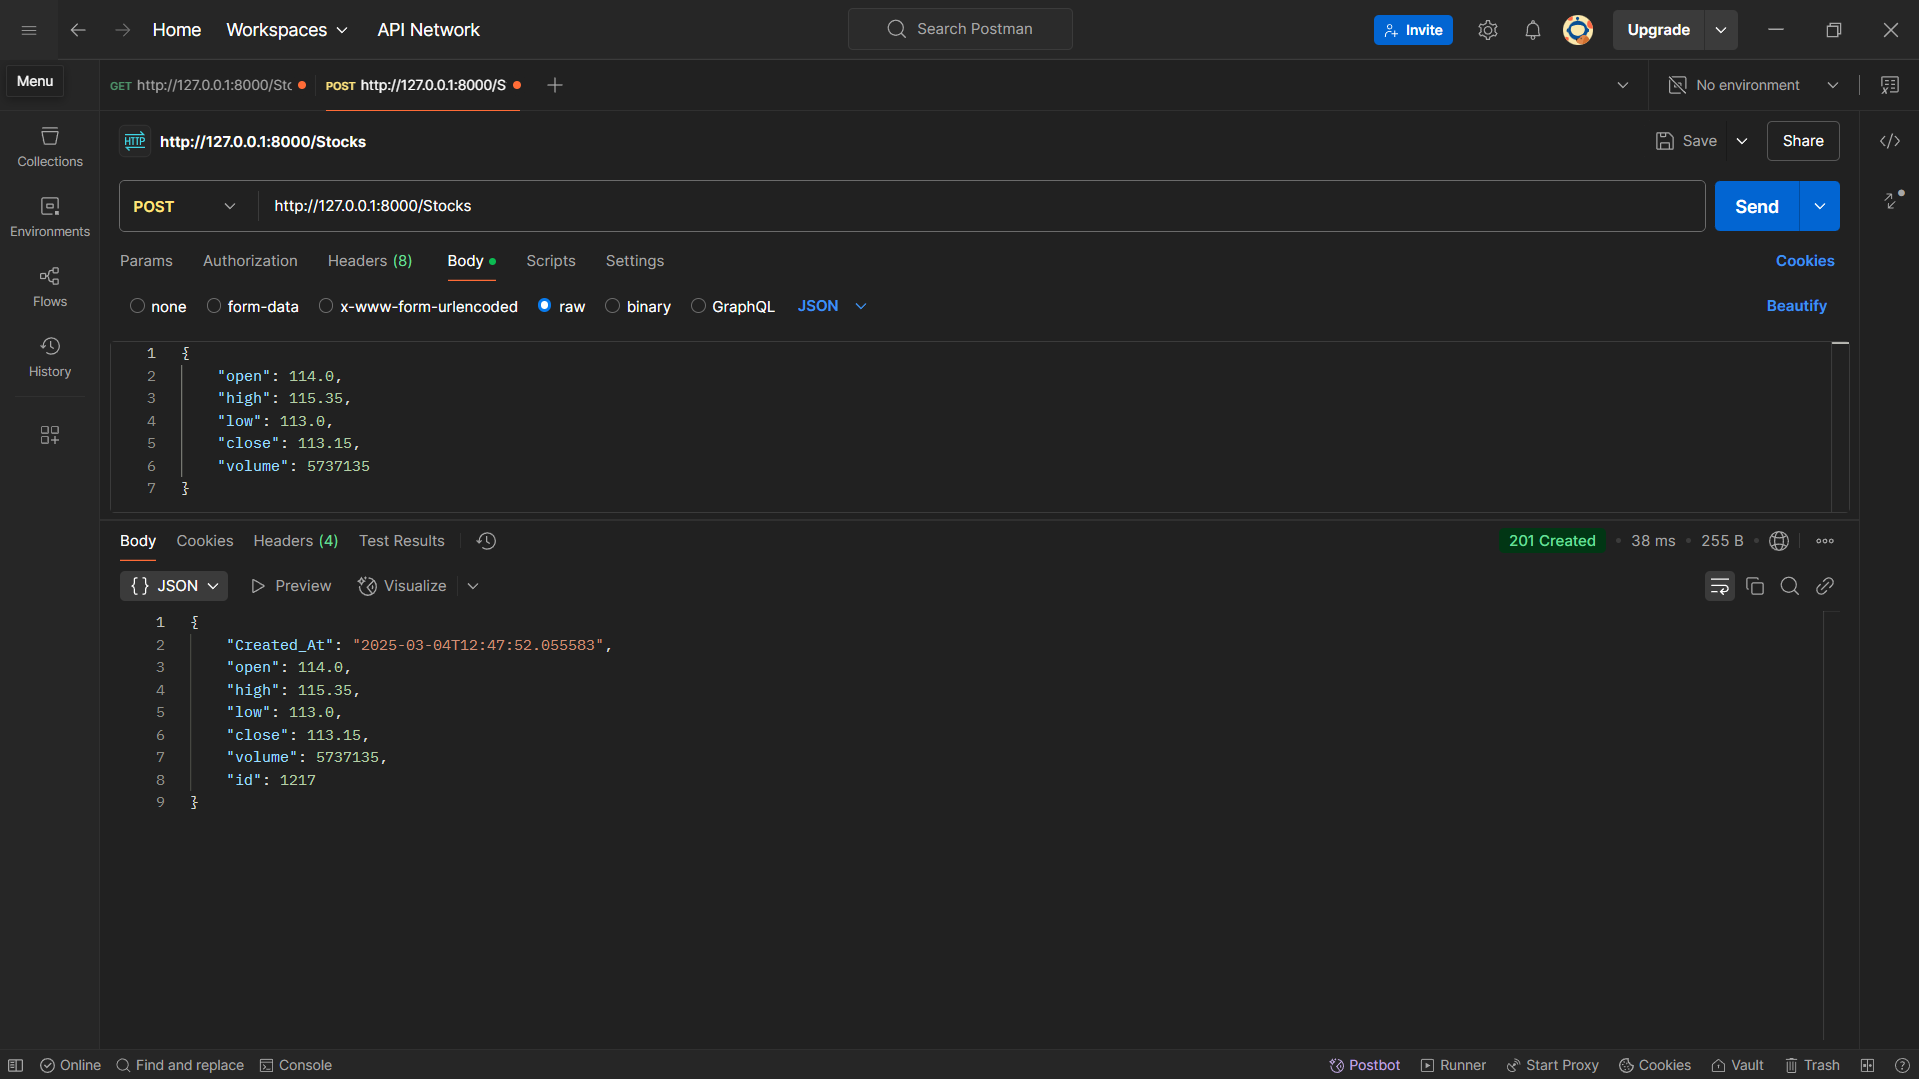 Home Workspaces API Network Search Postman Invite Upgrade
Menu
GET http://127.0.0.1:8000/Stc POST http://127.0.0.1:8000/S No environment
HTTP http://127.0.0.1:8000/Stocks Save Share
Collections
POST http://127.0.0.1:8000/Stocks Send
Environments
Params Authorization Headers (8) Body Scripts Settings Cookies
Flows
none form-data x-www-form-urlencoded raw binary GraphQL JSON Beautify
History
1 {
2 "open": 114.0,
3 "high": 115.35,
4 "low": 113.0,
5 "close": 113.15,
6 "volume": 5737135
7 }
Body Cookies Headers (4) Test Results 201 Created 38 ms 255 B
{} JSON Preview Visualize
1 {
2 "Created_At": "2025-03-04T12:47:52.055583",
3 "open": 114.0,
4 "high": 115.35,
5 "low": 113.0,
6 "close": 113.15,
7 "volume": 5737135,
8 "id": 1217
9 }
Online Find and replace Console Postbot Runner Start Proxy Cookies Vault Trash